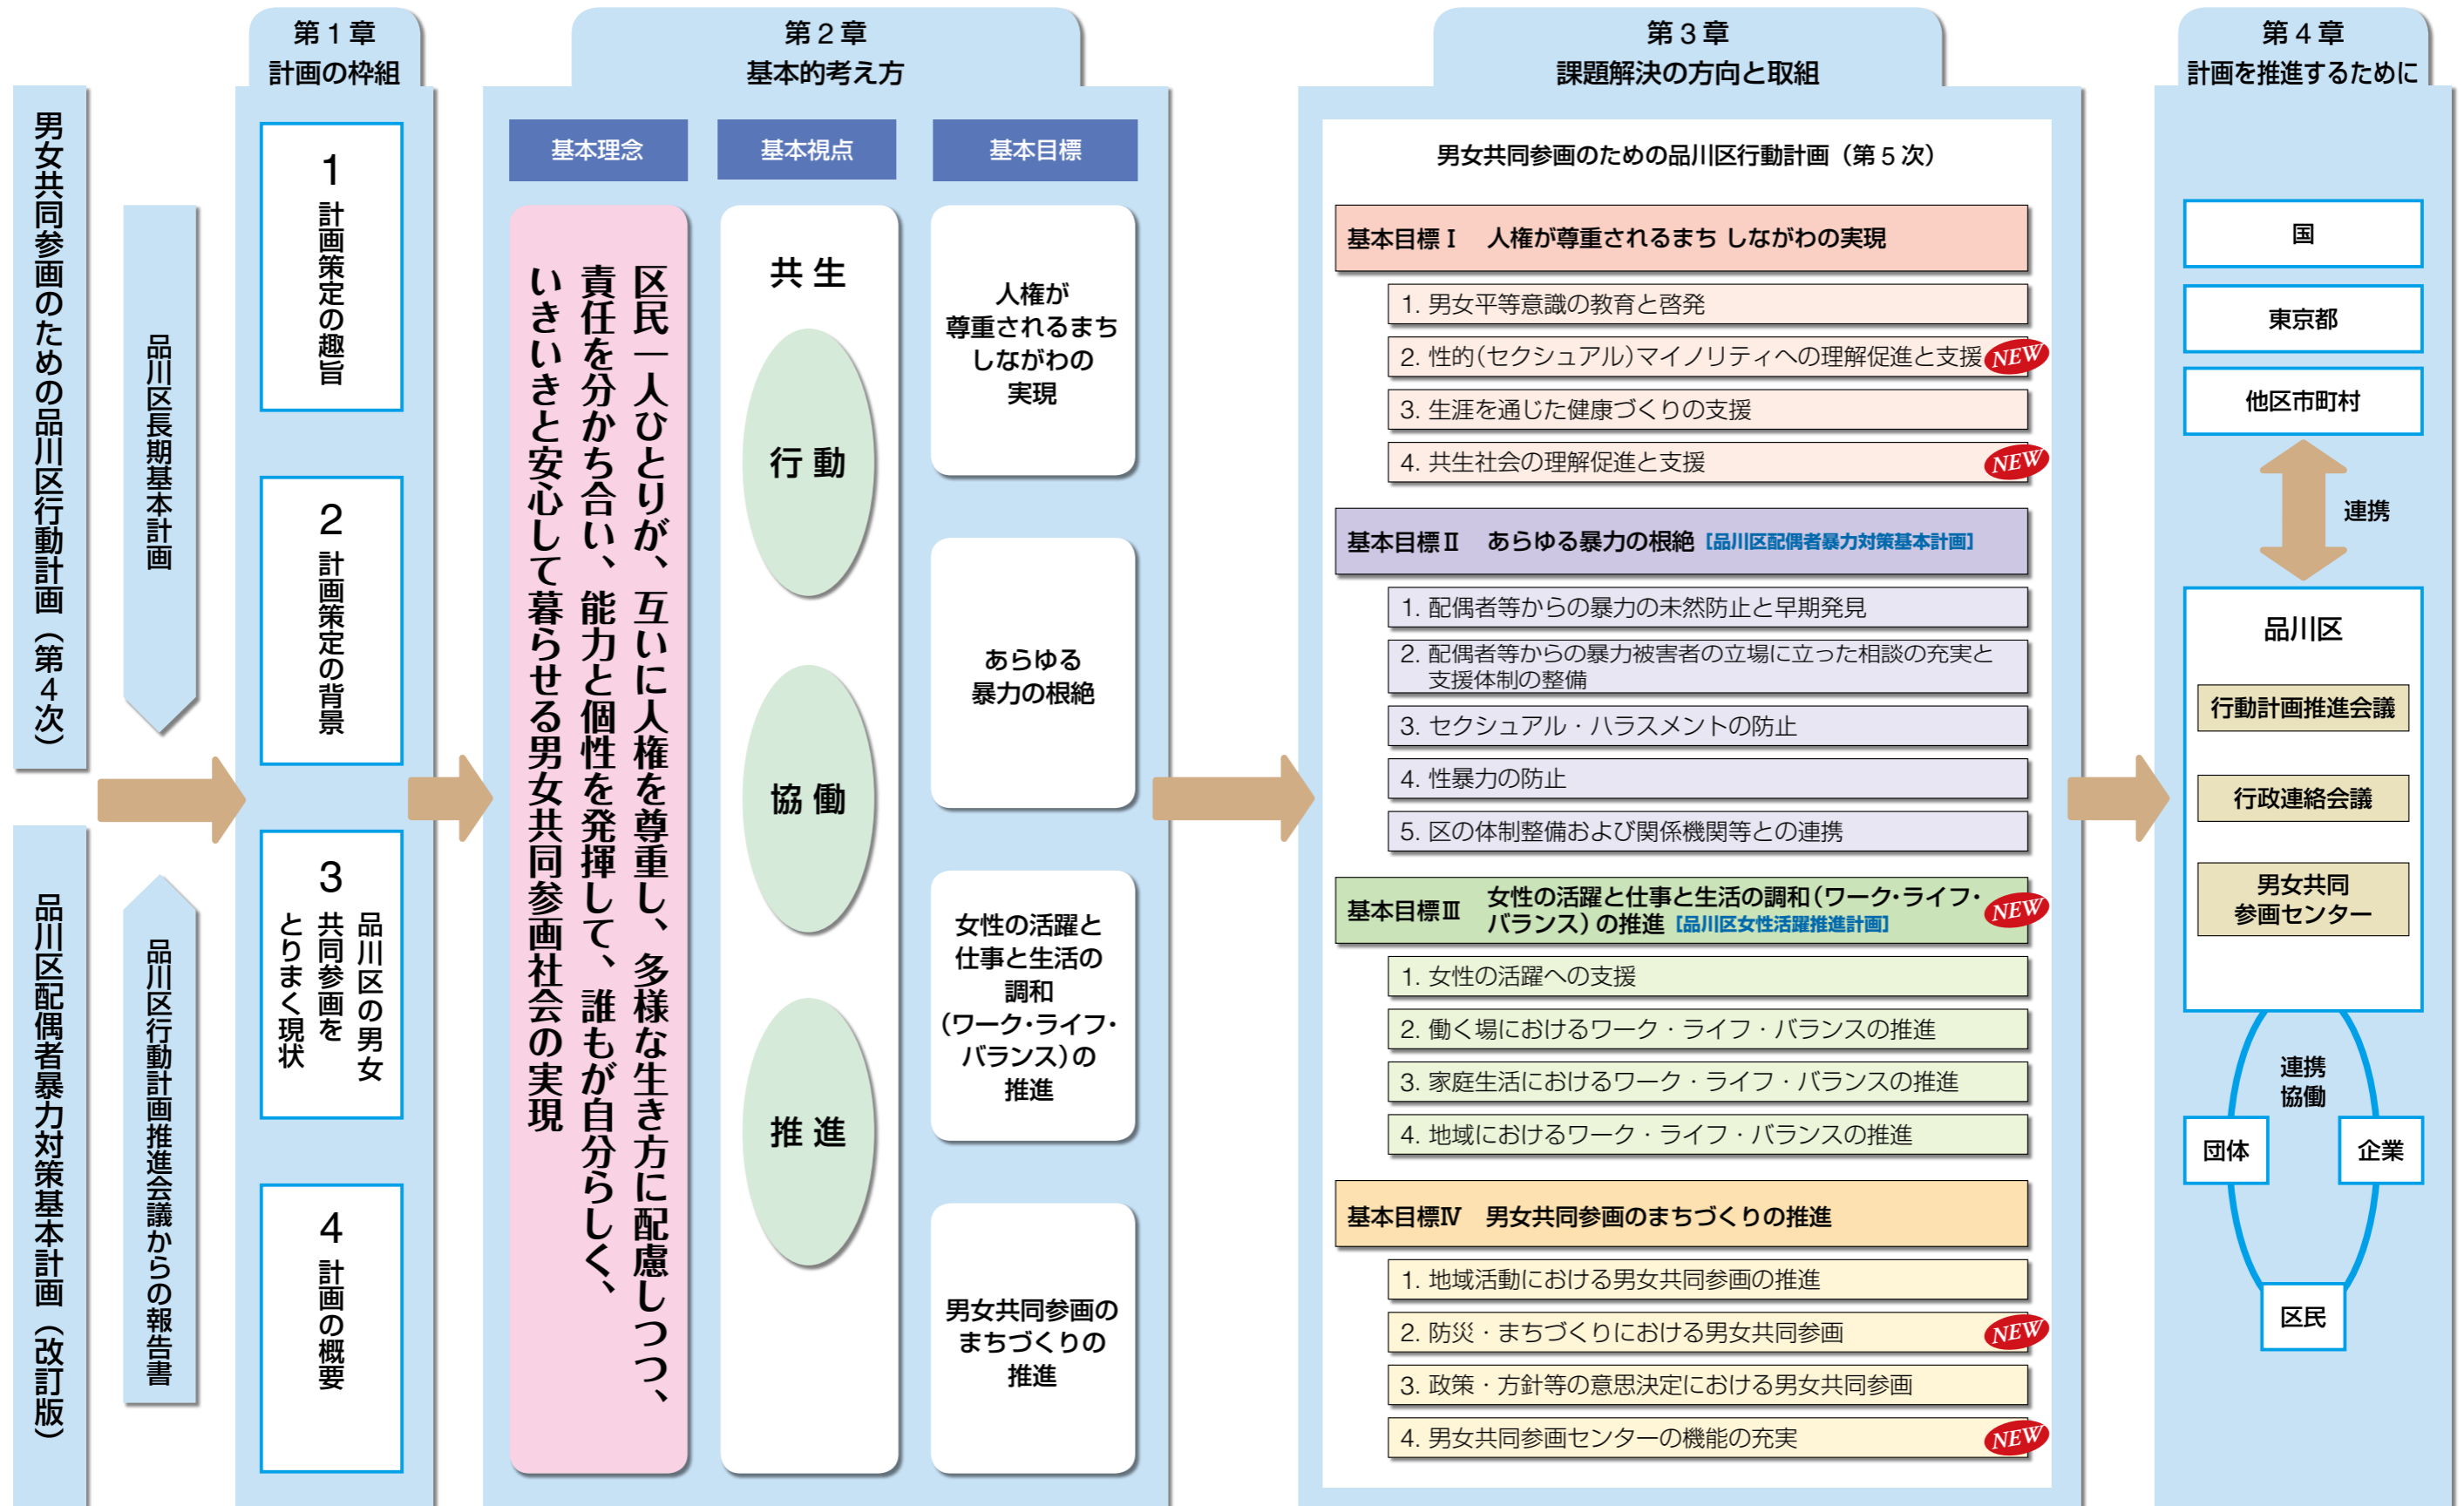 男女共同参画のための品川区行動計画（第４次）
品川区配偶者暴力対策基本計画（改訂版）
品川区長期基本計画
品川区行動計画推進会議からの報告書
第１章
計画の枠組
1 計画策定の趣旨
2 計画策定の背景
3 品川区の男女
共同参画を
とりまく現状
4 計画の概要
第２章
基本的考え方
基本理念
区民一人ひとりが、互いに人権を尊重し、多様な生き方に配慮しつつ、
責任を分かち合い、能力と個性を発揮して、誰もが自分らしく、
いきいきと安心して暮らせる男女共同参画社会の実現
基本視点
共生
行動
協働
推進
基本目標
人権が
尊重されるまち
しながわの
実現
あらゆる
暴力の根絶
女性の活躍と
仕事と生活の
調和
（ワーク・ライフ・
バランス）の
推進
男女共同参画の
まちづくりの
推進
第３章
課題解決の方向と取組
男女共同参画のための品川区行動計画（第５次）
基本目標Ⅰ 人権が尊重されるまち しながわの実現
1. 男女平等意識の教育と啓発
2. 性的（セクシュアル）マイノリティへの理解促進と支援 NEW
3. 生涯を通じた健康づくりの支援
4. 共生社会の理解促進と支援 NEW
基本目標Ⅱ あらゆる暴力の根絶［品川区配偶者暴力対策基本計画］
1. 配偶者等からの暴力の未然防止と早期発見
2. 配偶者等からの暴力被害者の立場に立った相談の充実と
支援体制の整備
3. セクシュアル・ハラスメントの防止
4. 性暴力の防止
5. 区の体制整備および関係機関等との連携
基本目標Ⅲ 女性の活躍と仕事と生活の調和（ワーク・ライフ・ NEW
バランス）の推進［品川区女性活躍推進計画］
1. 女性の活躍への支援
2. 働く場におけるワーク・ライフ・バランスの推進
3. 家庭生活におけるワーク・ライフ・バランスの推進
4. 地域におけるワーク・ライフ・バランスの推進
基本目標Ⅳ 男女共同参画のまちづくりの推進
1. 地域活動における男女共同参画の推進
2. 防災・まちづくりにおける男女共同参画 NEW
3. 政策・方針等の意思決定における男女共同参画
4. 男女共同参画センターの機能の充実 NEW
第４章
計画を推進するために
国
東京都
他区市町村
連携
品川区
行動計画推進会議
行政連絡会議
男女共同
参画センター
連携
協働
団体
企業
区民